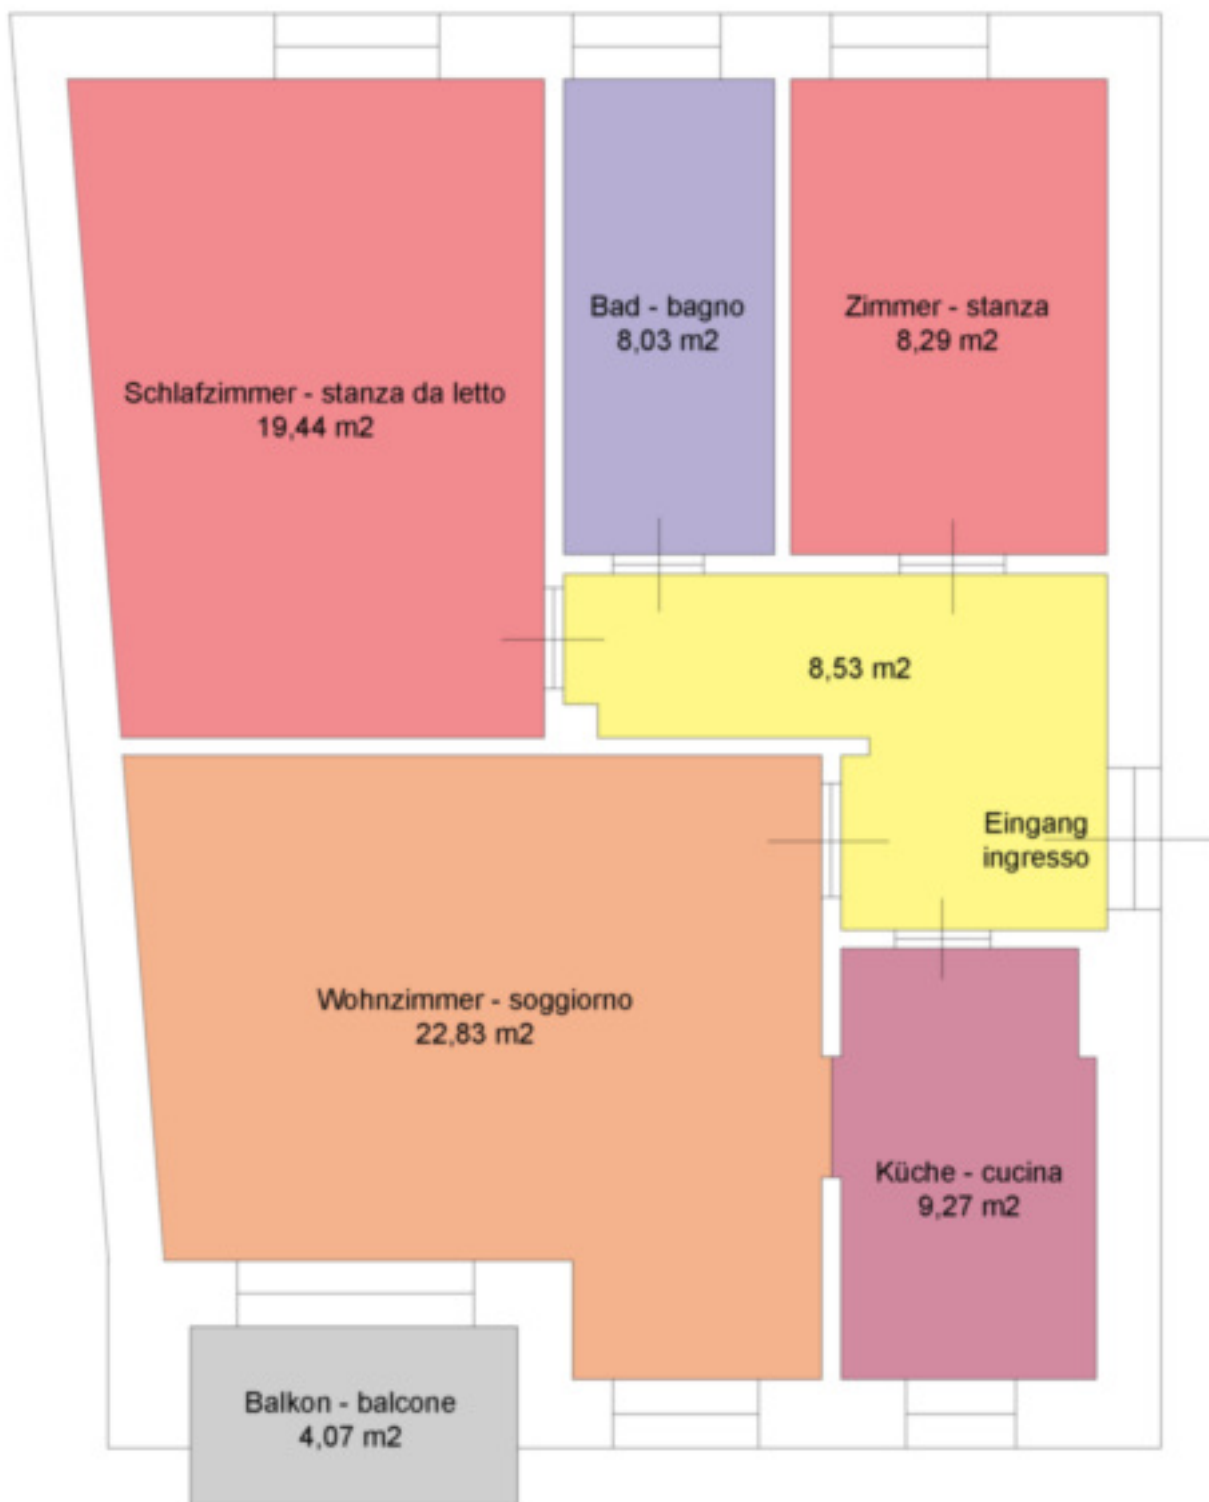 Bad - bagno
8,03 m2
Zimmer - stanza
8,29 m2
Schlafzimmer - stanza da letto
19,44 m2
8,53 m2
Eingang
ingresso
Wohnzimmer - soggiorno
22,83 m2
Küche - cucina
9,27 m2
Balkon - balcone
4,07 m2